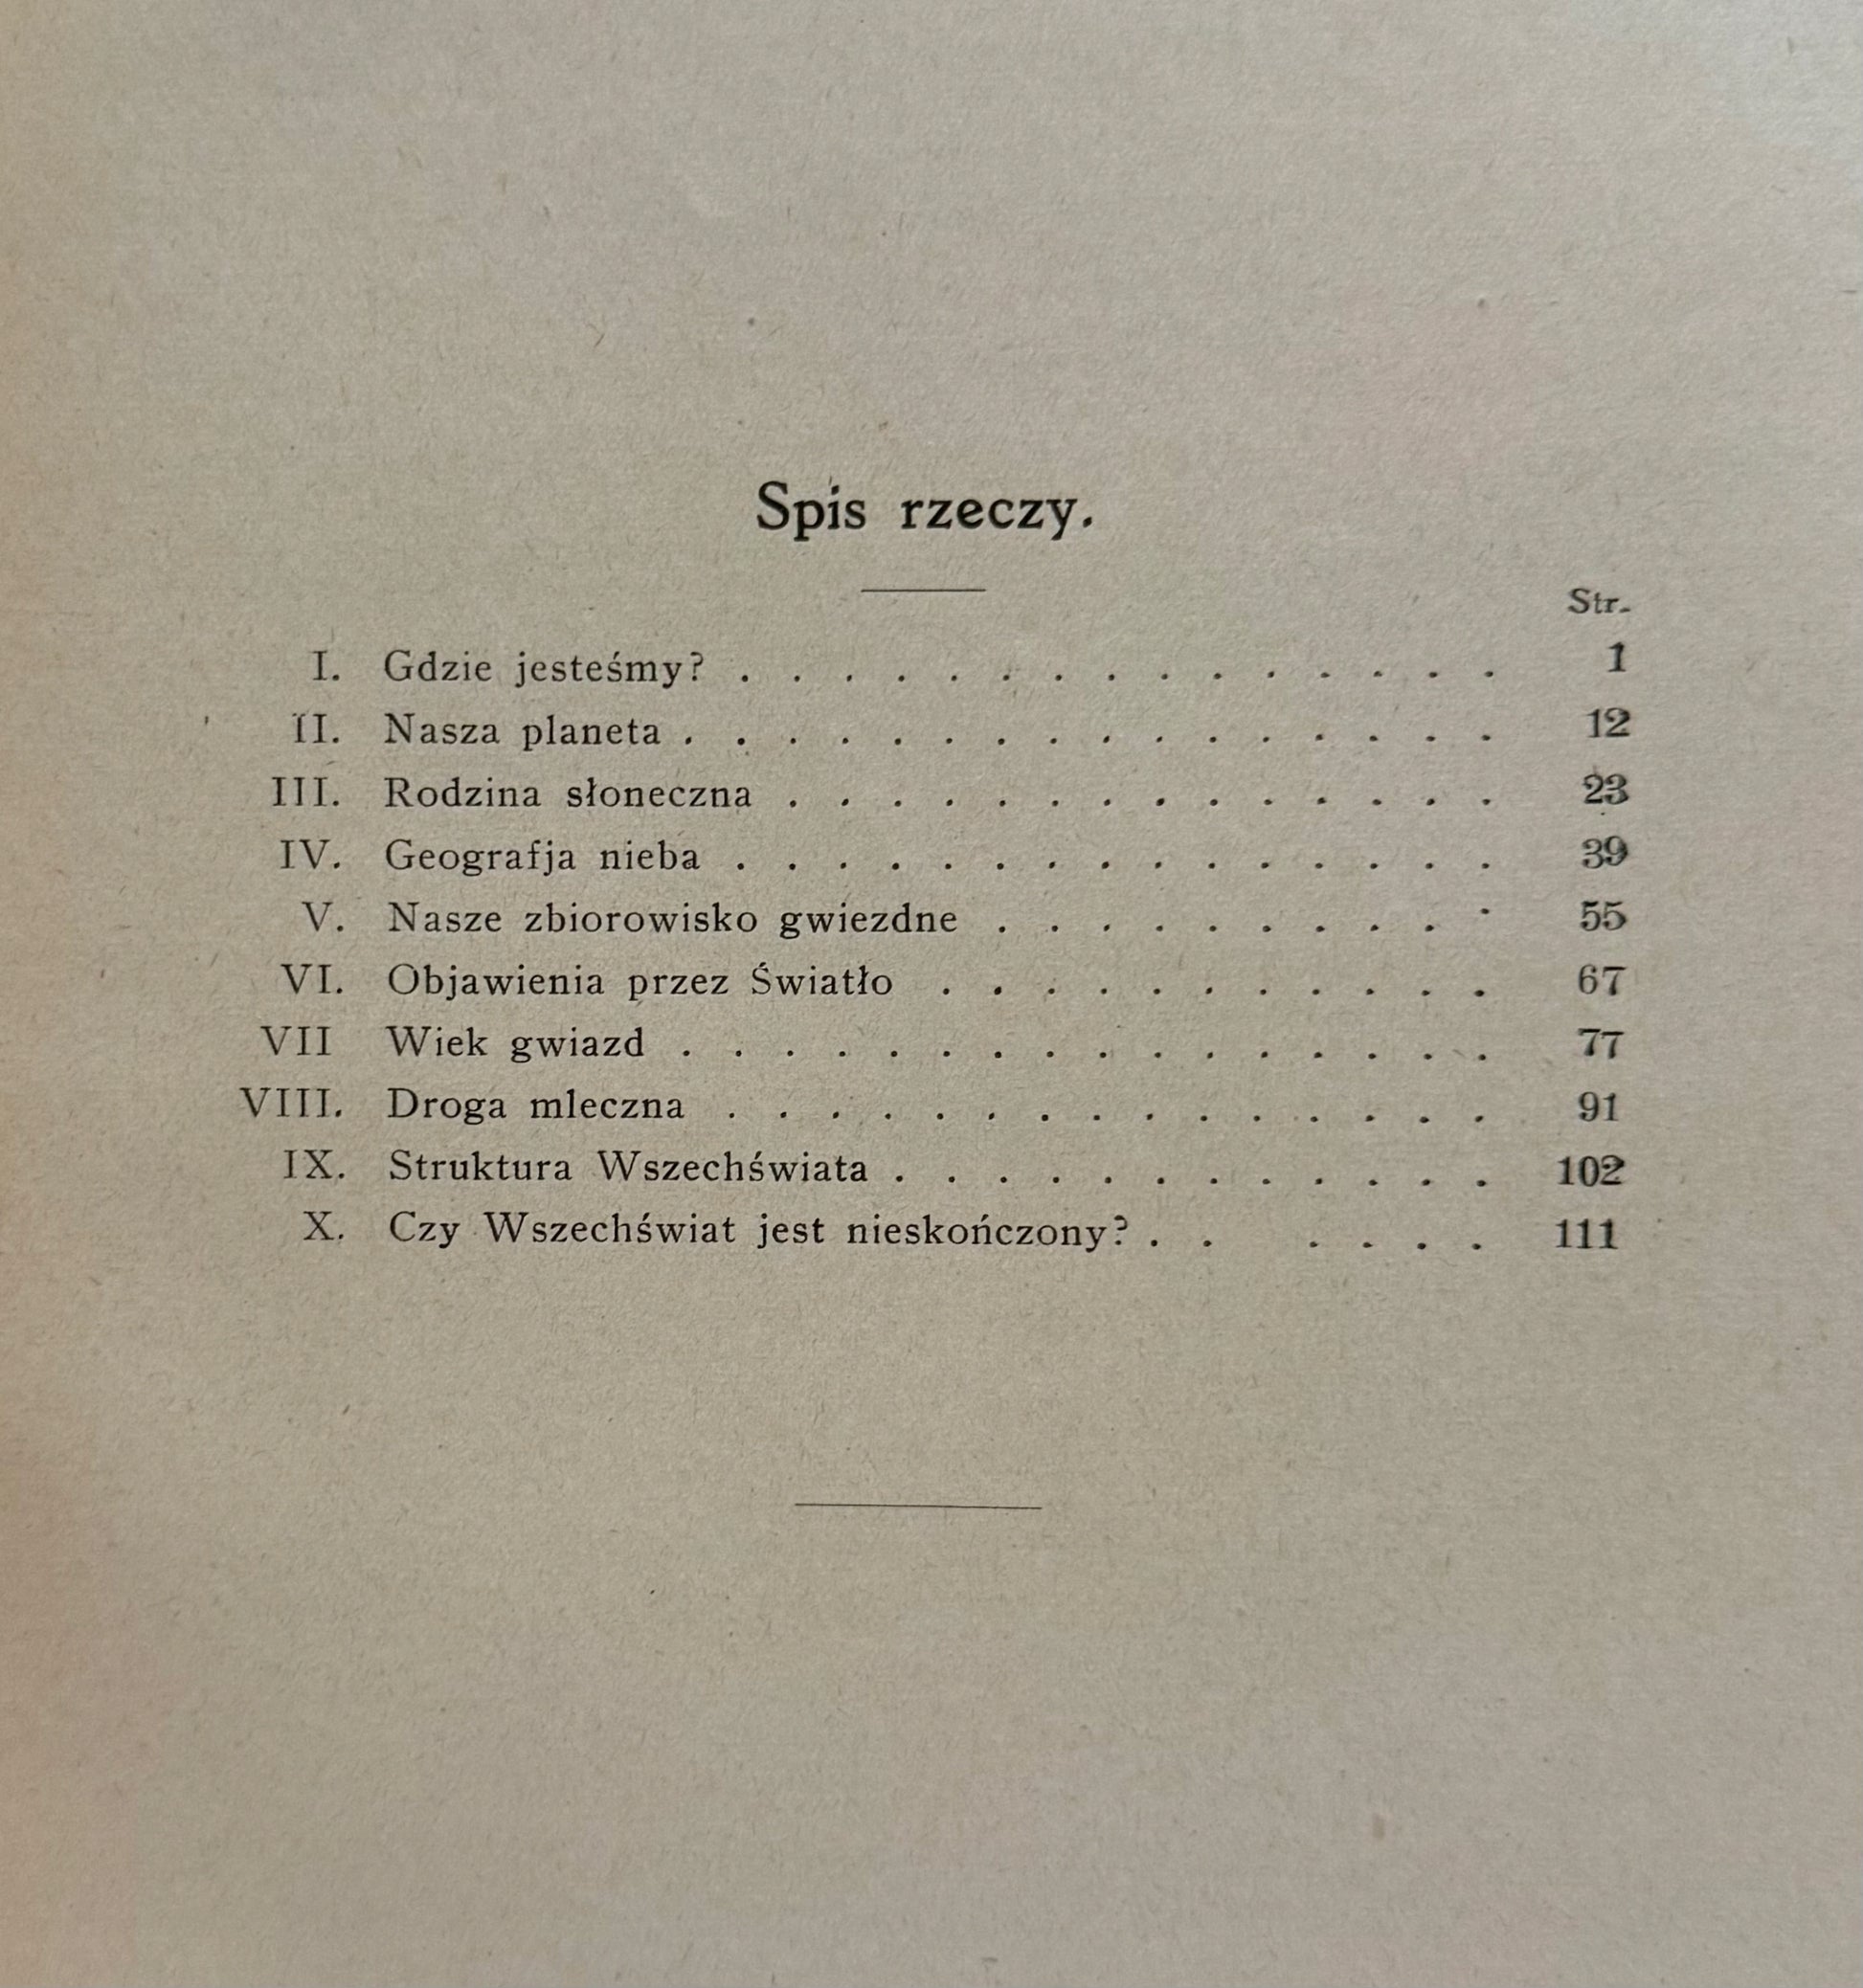 Spis rzeczy.
Str.
I. Gdzie jesteśmy? . . . . . . . . . . . . . . . 1
II. Nasza planeta . . . . . . . . . . . . . . . . 12
III. Rodzina słoneczna . . . . . . . . . . . . . . 23
IV. Geografja nieba . . . . . . . . . . . . . . . 39
V. Nasze zbiorowisko gwiezdne . . . . . . . . . . 55
VI. Objawienia przez Światło . . . . . . . . . . . 67
VII Wiek gwiazd . . . . . . . . . . . . . . . . 77
VIII. Droga mleczna . . . . . . . . . . . . . . . 91
IX. Struktura Wszechświata . . . . . . . . . . . . 102
X. Czy Wszechświat jest nieskończony? . . . . . . 111